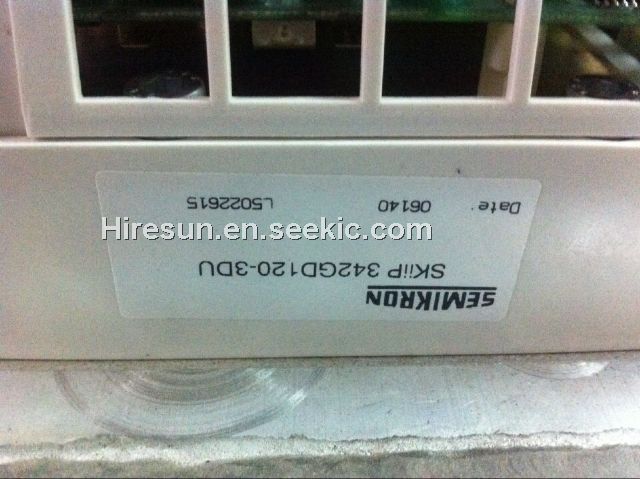 SEMIKRON
SKiiP 342GD120-3DU
Date: 06140 L5022615
Hiresun.en.seekic.com